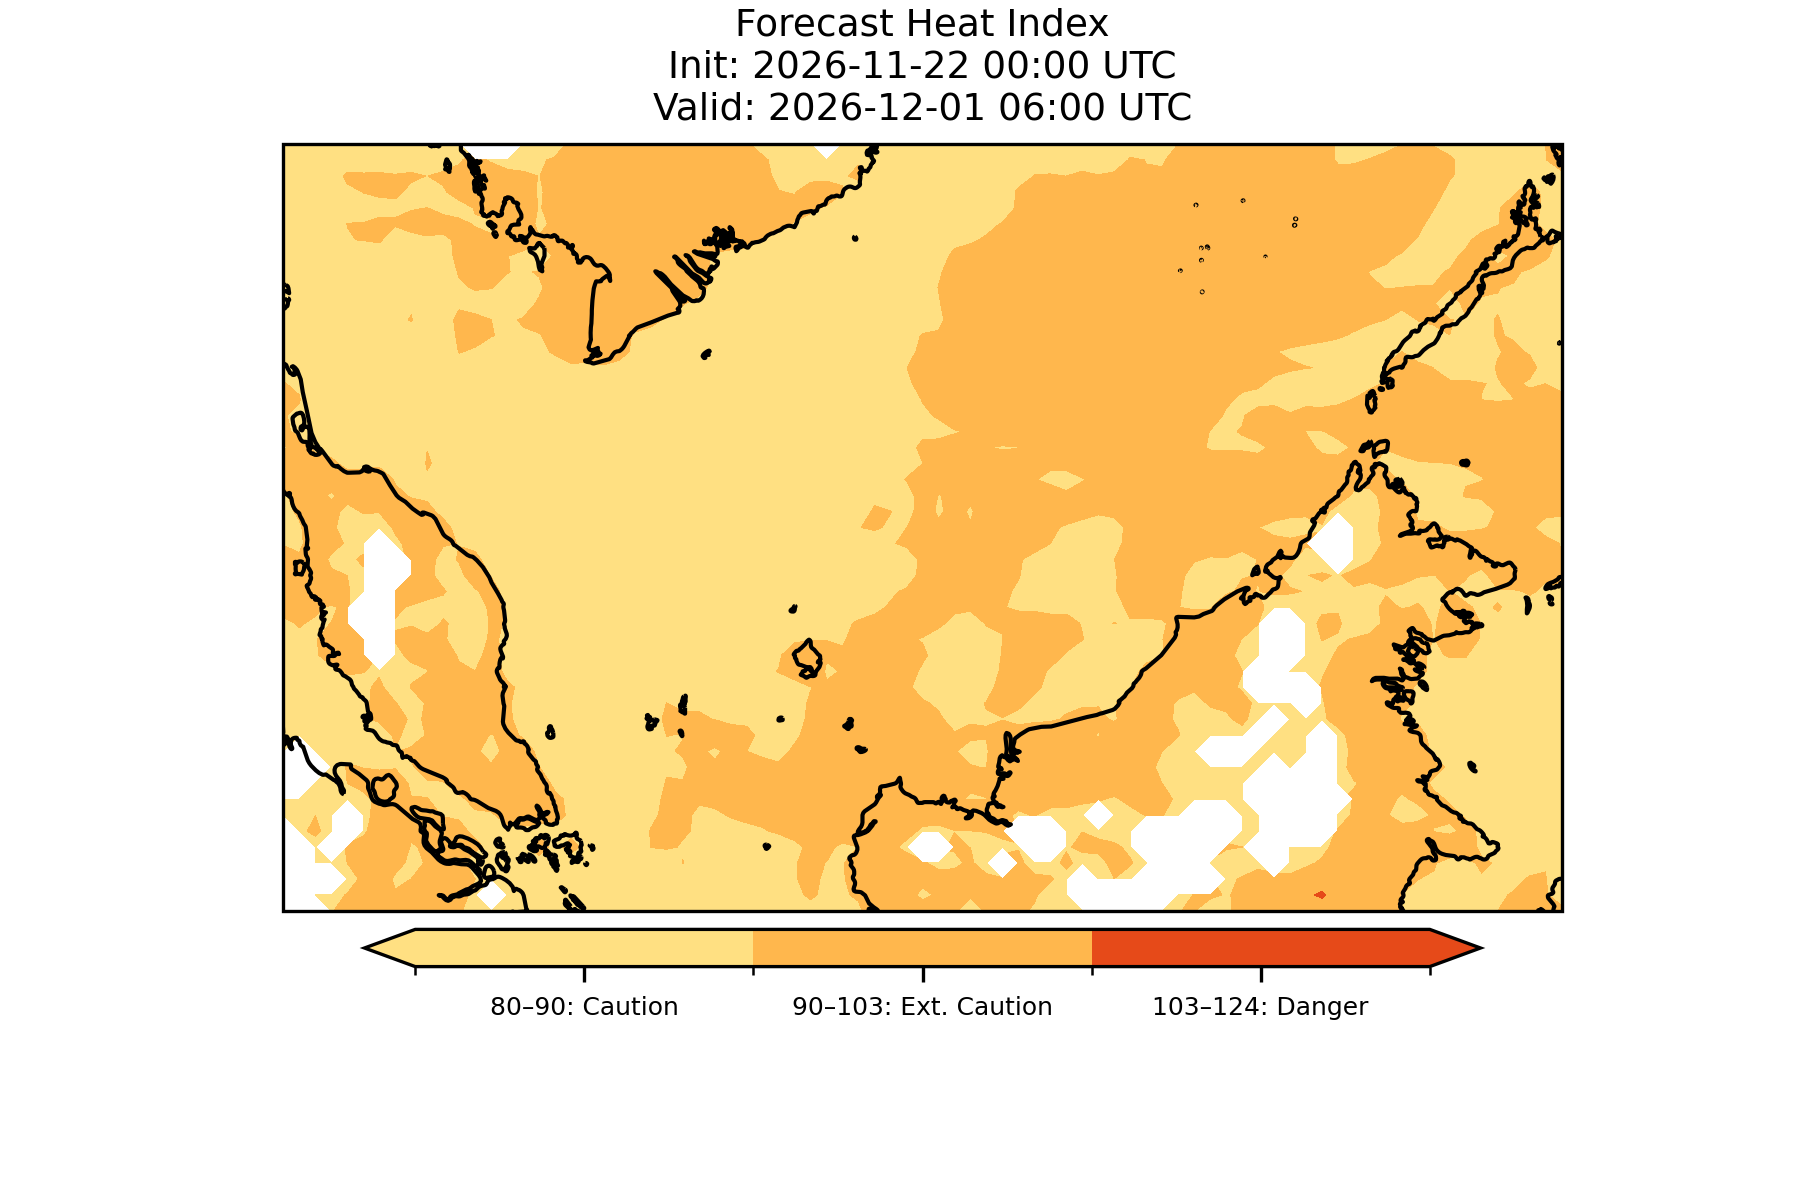 Forecast Heat Index
Init: 2026-11-22 00:00 UTC
Valid: 2026-12-01 06:00 UTC
80–90: Caution
90–103: Ext. Caution
103–124: Danger